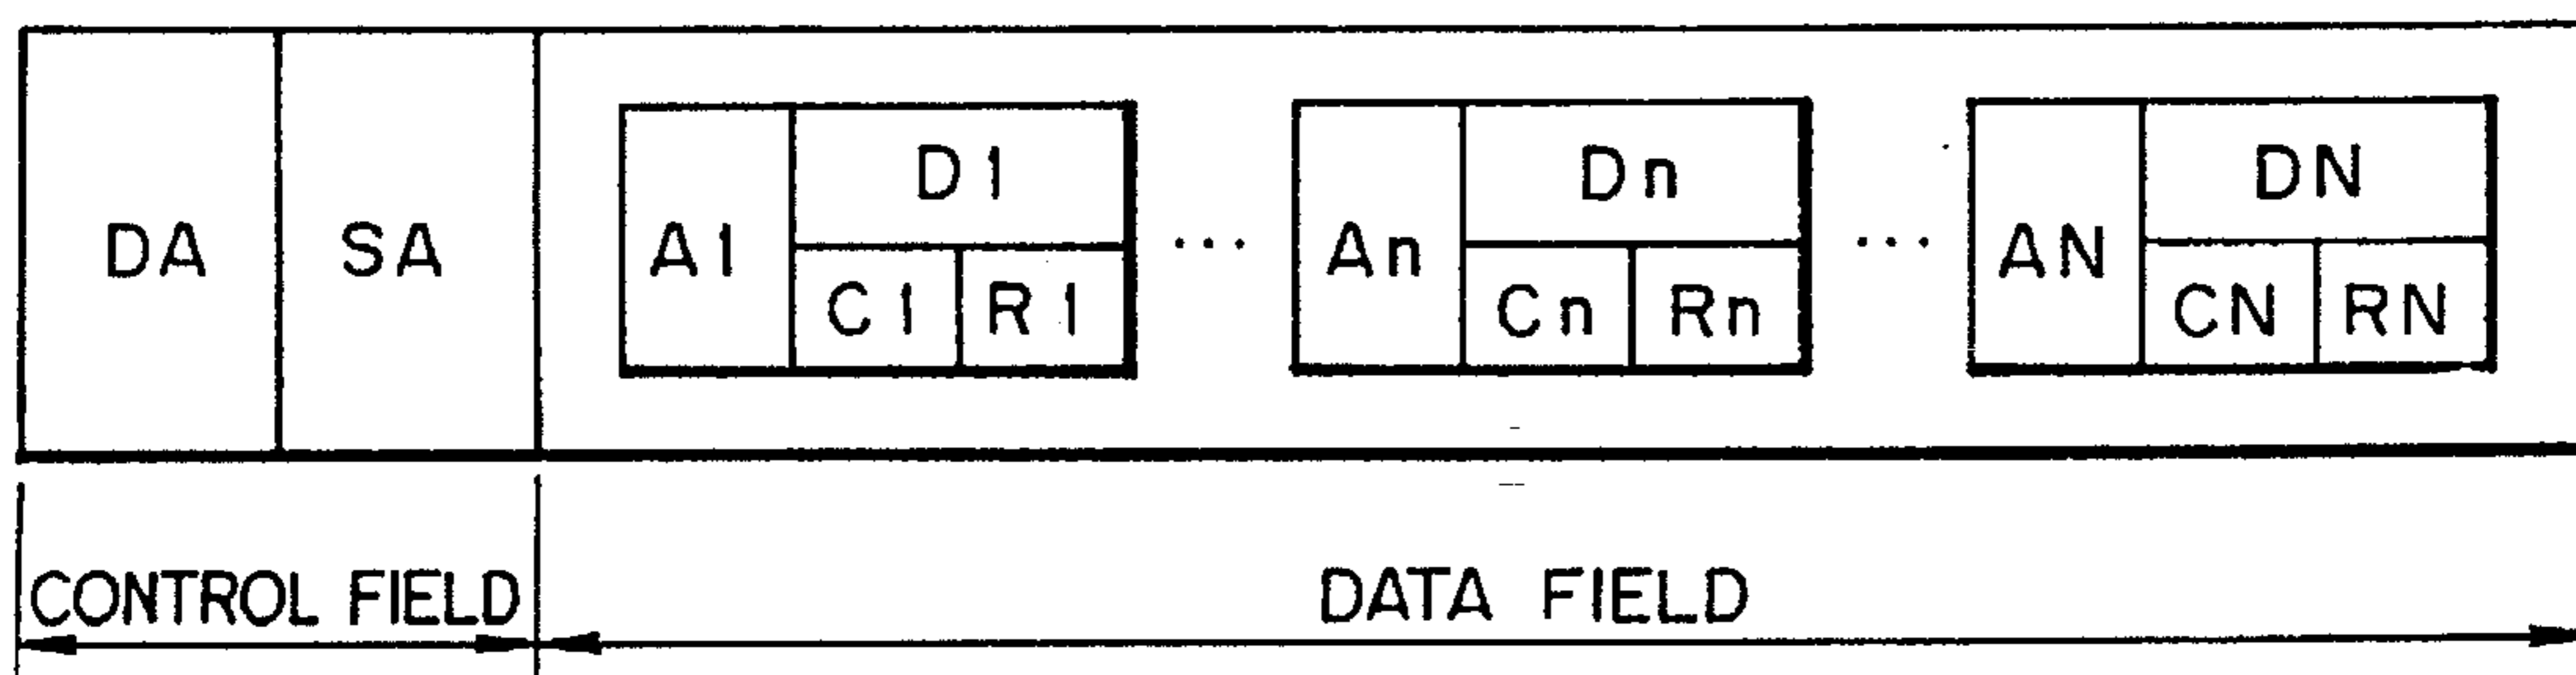 D1 Dn DN
DA SA A1 ... An ... AN
C1 R1 Cn Rn CN RN
CONTROL FIELD DATA FIELD